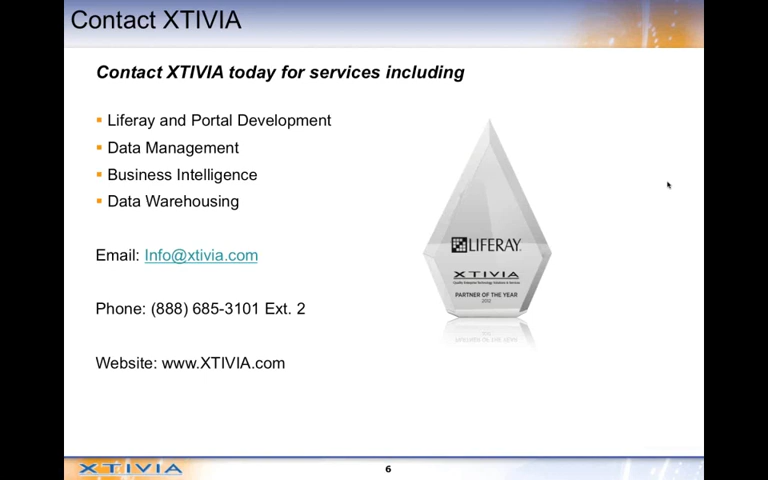 Contact XTIVIA
Contact XTIVIA today for services including
▪ Liferay and Portal Development
▪ Data Management
▪ Business Intelligence
▪ Data Warehousing
Email: Info@xtivia.com
Phone: (888) 685-3101 Ext. 2
Website: www.XTIVIA.com
LIFERAY.
XTIVIA
PARTNER OF THE YEAR
2012
XTIVIA
6